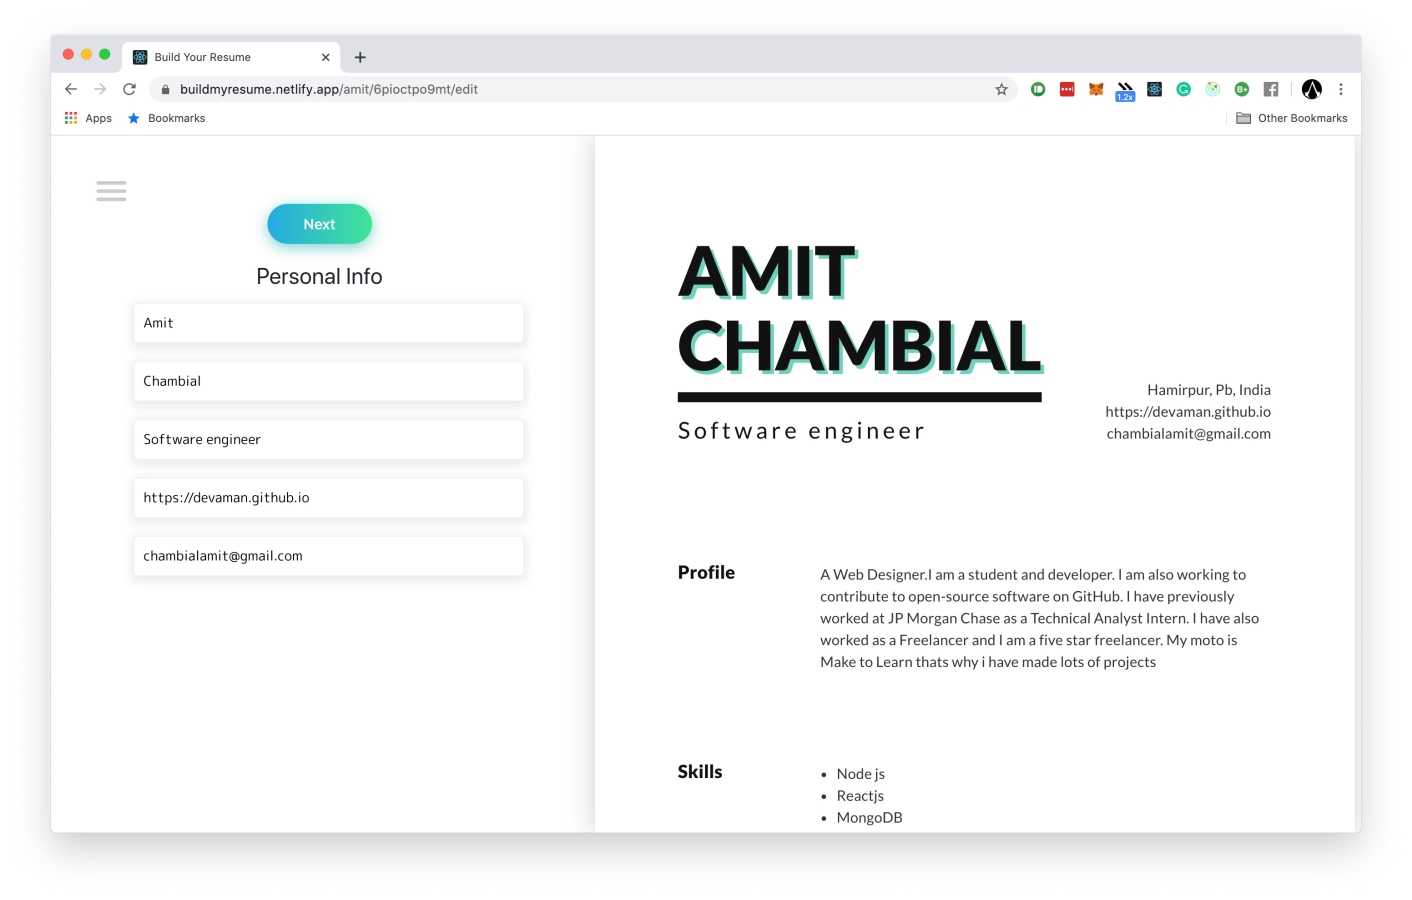 Build Your Resume
buildmyresume.netlify.app/amit/6pioctpo9mt/edit
1.2x
B+
Apps
Bookmarks
Other Bookmarks
Next
Personal Info
Amit
Chambial
Software engineer
https://devaman.github.io
chambialamit@gmail.com
AMIT
CHAMBIAL
Software engineer
Hamirpur, Pb, India
https://devaman.github.io
chambialamit@gmail.com
Profile
A Web Designer.I am a student and developer. I am also working to
contribute to open-source software on GitHub. I have previously
worked at JP Morgan Chase as a Technical Analyst Intern. I have also
worked as a Freelancer and I am a five star freelancer. My moto is
Make to Learn thats why i have made lots of projects
Skills
• Node js
• Reactjs
• MongoDB